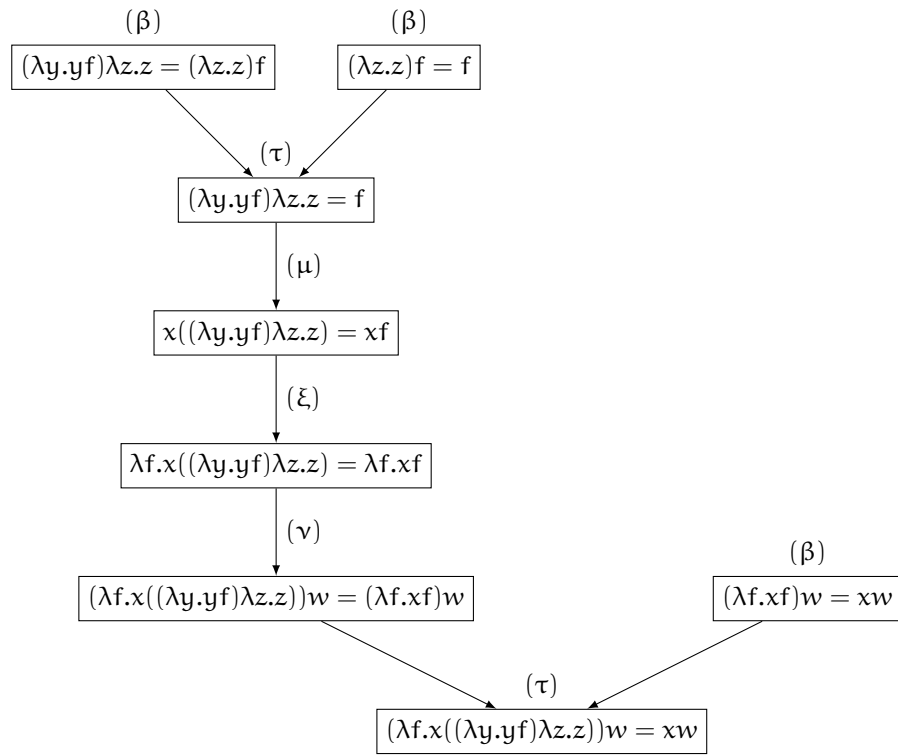 (β) (β)
(λy.yf)λz.z = (λz.z)f (λz.z)f = f
(τ)
(λy.yf)λz.z = f
(μ)
x((λy.yf)λz.z) = xf
(ξ)
λf.x((λy.yf)λz.z) = λf.xf
(ν)
(β)
(λf.x((λy.yf)λz.z))w = (λf.xf)w (λf.xf)w = xw
(τ)
(λf.x((λy.yf)λz.z))w = xw